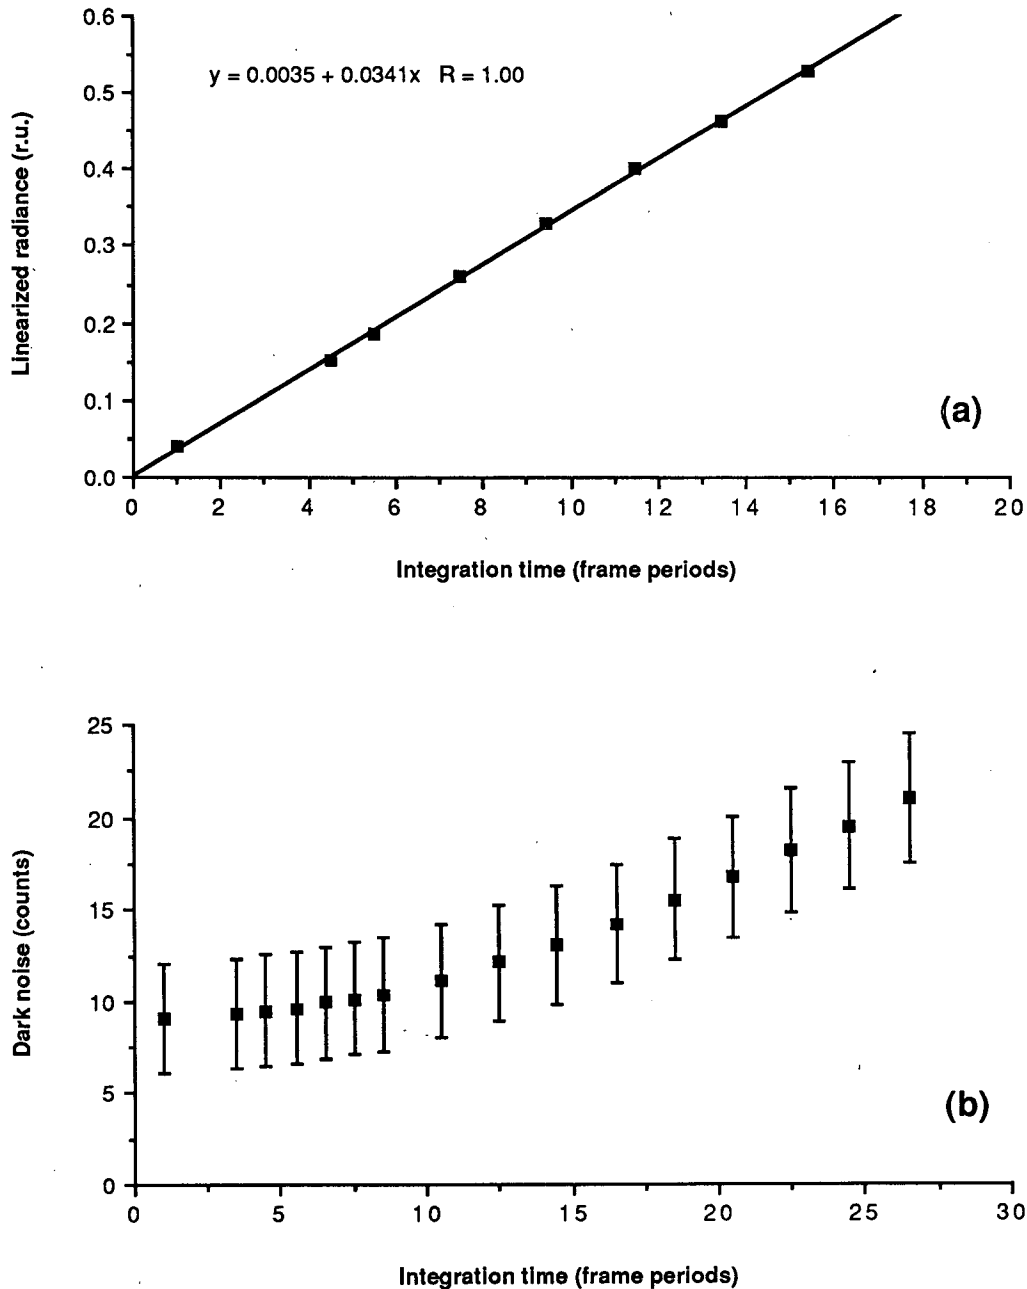 0.6
0.5
0.4
0.3
0.2
0.1
0.0
y = 0.0035 + 0.0341x R = 1.00
Linearized radiance (r.u.)
(a)
0 2 4 6 8 10 12 14 16 18 20
Integration time (frame periods)
25
20
15
10
5
0
Dark noise (counts)
(b)
0 5 10 15 20 25 30
Integration time (frame periods)